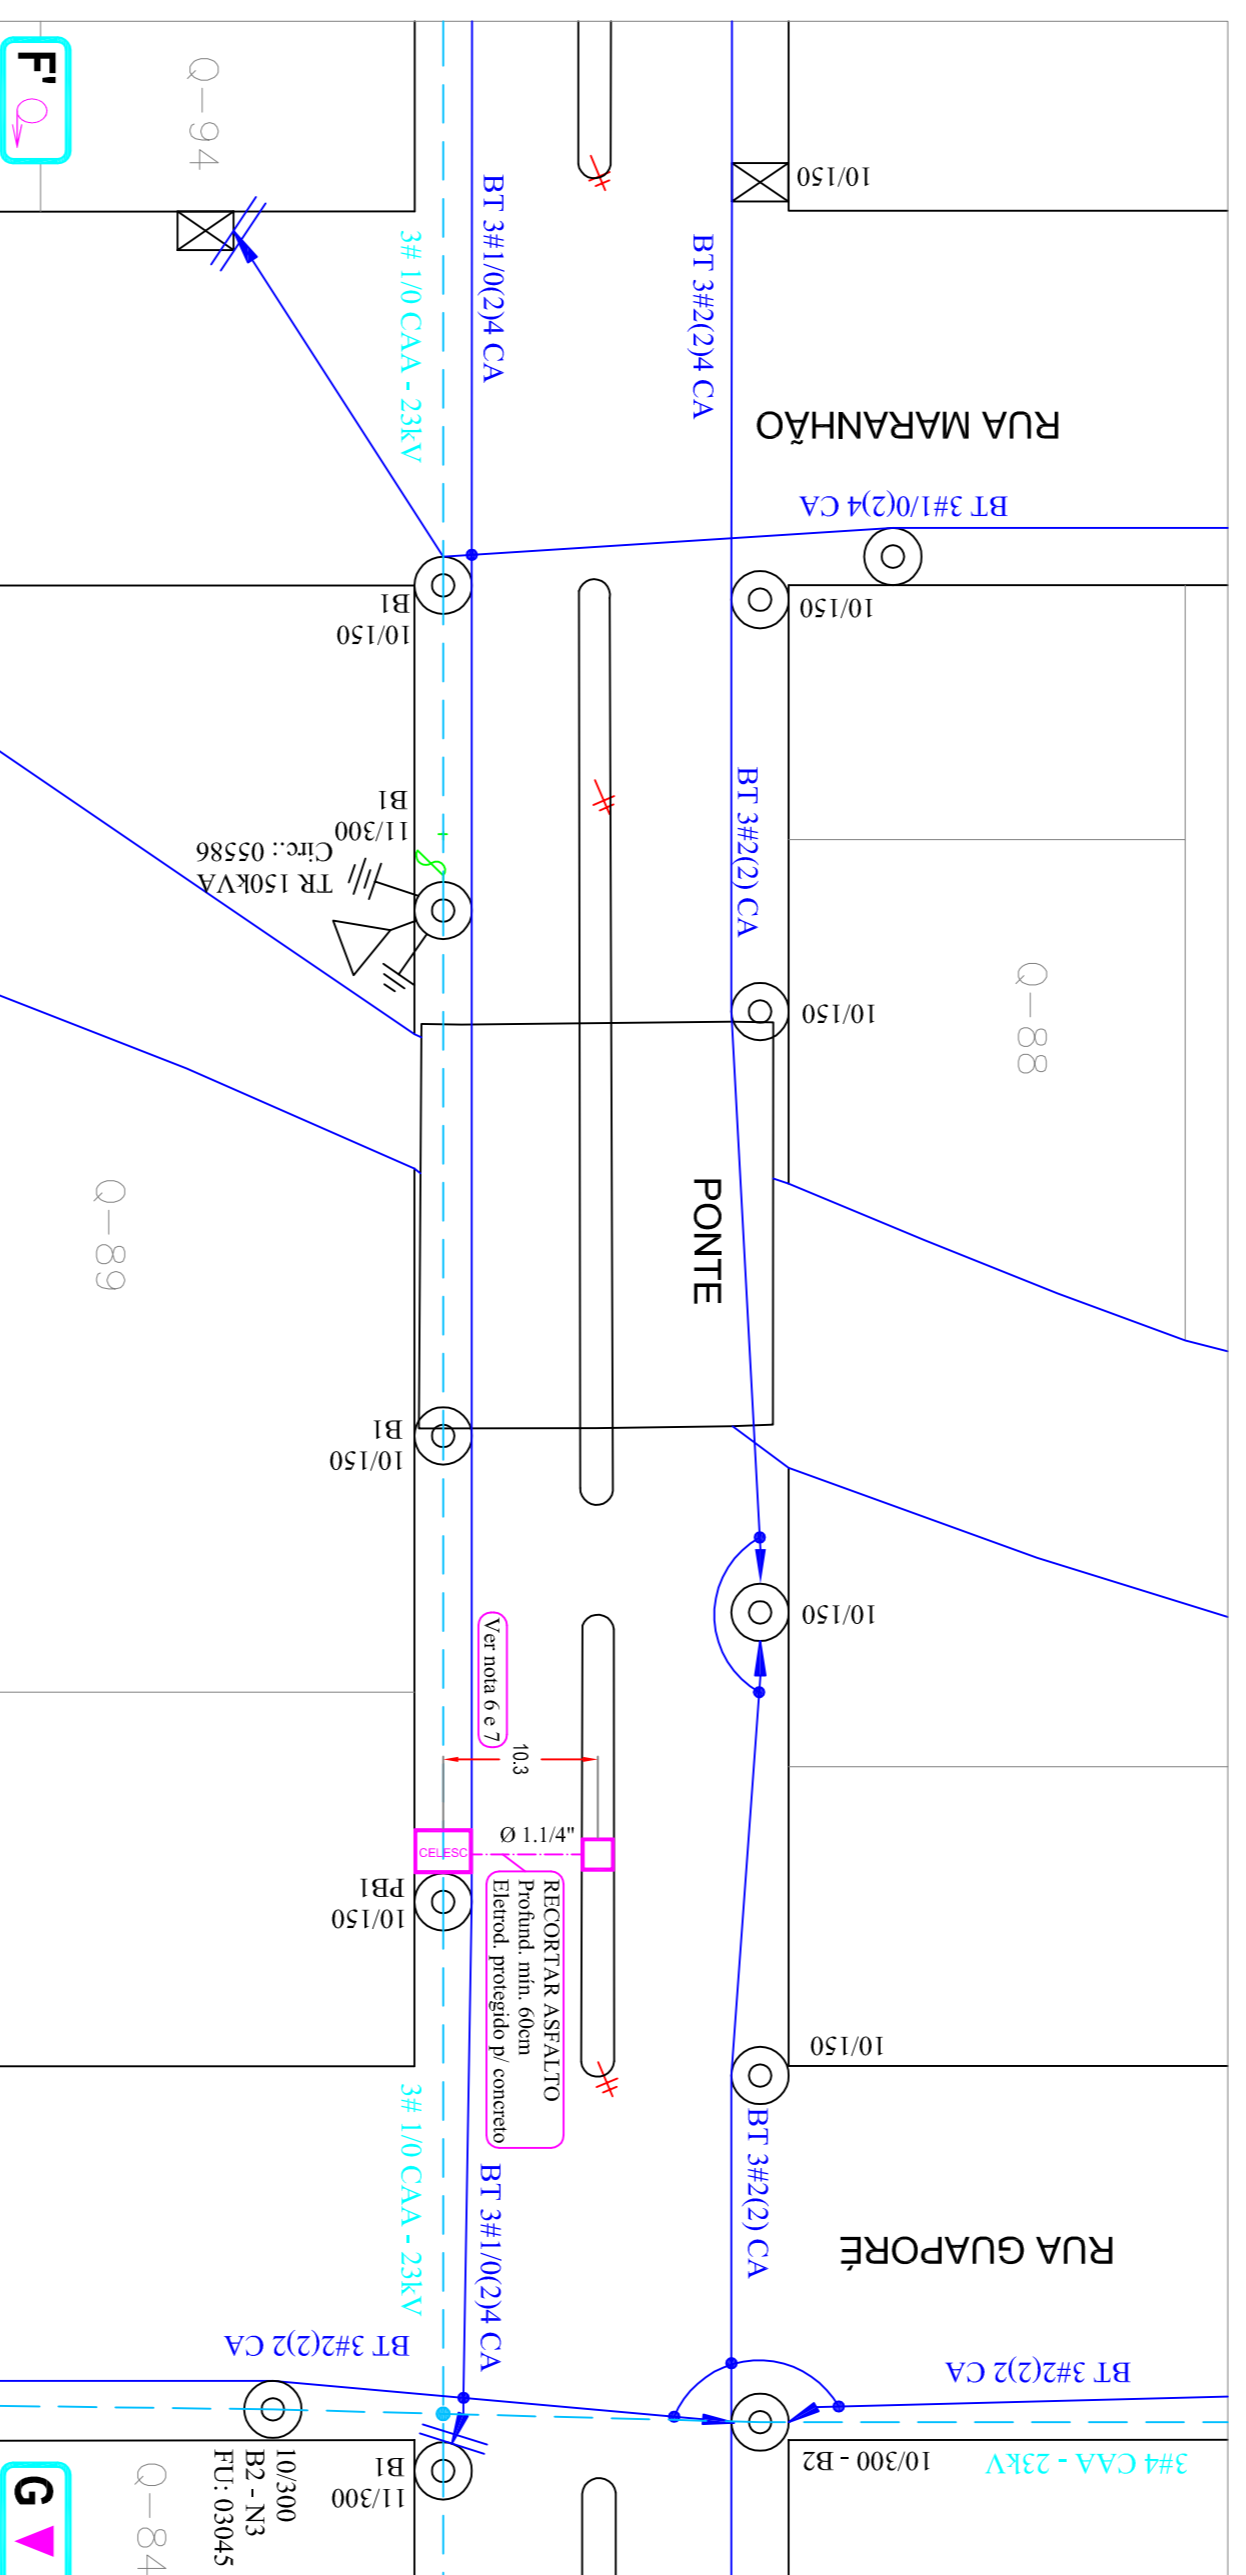 F'
Q-94
10/150
BT 3#1/0(2)4 CA
3# 1/0 CAA - 23kV
BT 3#2(2)4 CA
RUA MARANHÃO
BT 3#1/0(2)4 CA
B1
10/150
10/150
BT 3#2(2) CA
B1
11/300
Circ.: 05586
TR 150kVA
10/150
Q-88
PONTE
Q-89
B1
10/150
10/150
Ver nota 6 e 7
10.3
Ø 1.1/4"
CELESC
RECORTAR ASFALTO
Profund. mín. 60cm
Eletrod. protegido p/ concreto
PB1
10/150
10/150
3# 1/0 CAA - 23kV
BT 3#1/0(2)4 CA
BT 3#2(2) CA
RUA GUAPORÉ
BT 3#2(2)2 CA
BT 3#2(2)2 CA
10/300 - B2
3#4 CAA - 23kV
B1
11/300
10/300
B2 - N3
FU: 03045
Q-84
G